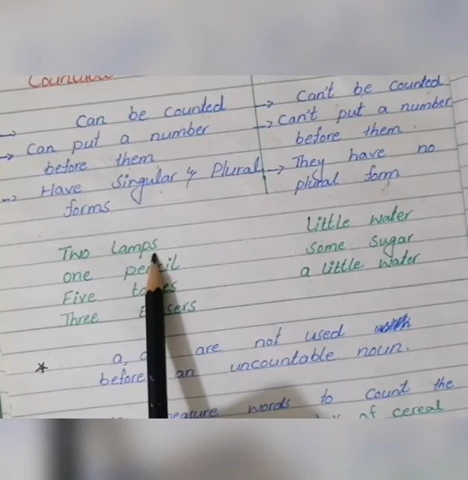 Countable
Can be counted
Can put a number
before them
Have Singular & Plural
forms
Can't be counted
Can't put a number
before them.
They have no
plural form
Two Lamps
one pencil
Five
Three
Little water
Some Sugar
a little water
* a, are not used
before an uncountable noun.
words to count the
of cereal